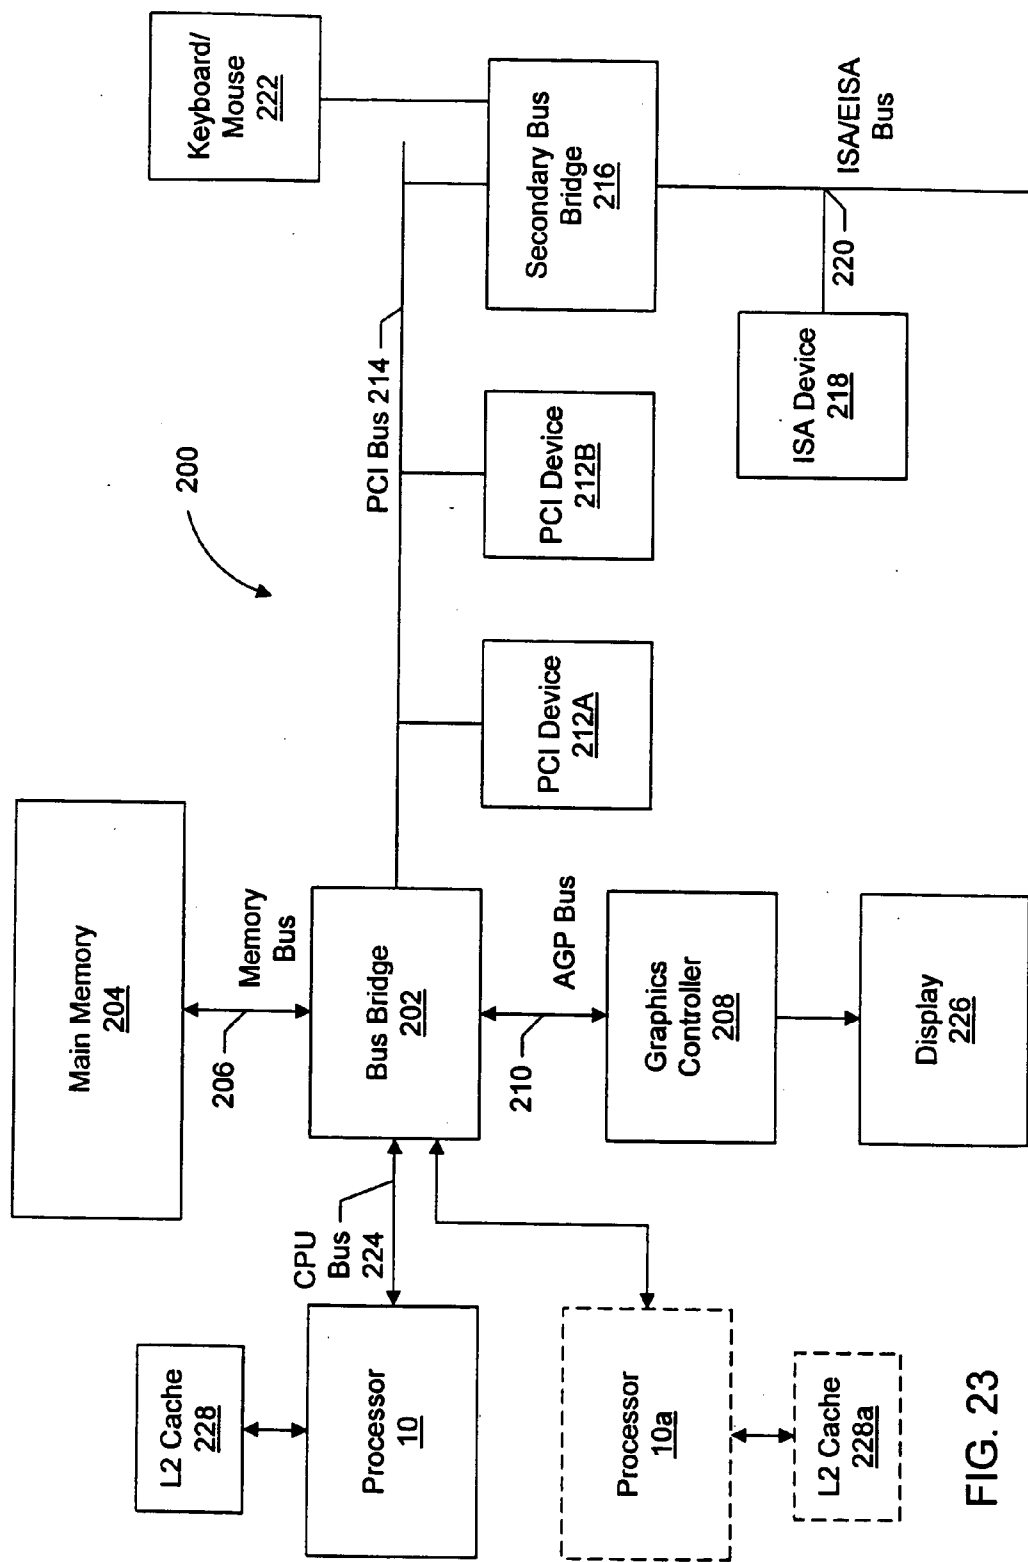 L2 Cache
228
Processor
10
CPU
Bus
224
Main Memory
204
206
Memory
Bus
Bus Bridge
202
200
PCI Bus 214
Keyboard/
Mouse
222
Processor
10a
L2 Cache
228a
210
AGP Bus
Graphics
Controller
208
Display
226
PCI Device
212A
PCI Device
212B
Secondary Bus
Bridge
216
ISA Device
218
220
ISA/EISA
Bus
FIG. 23